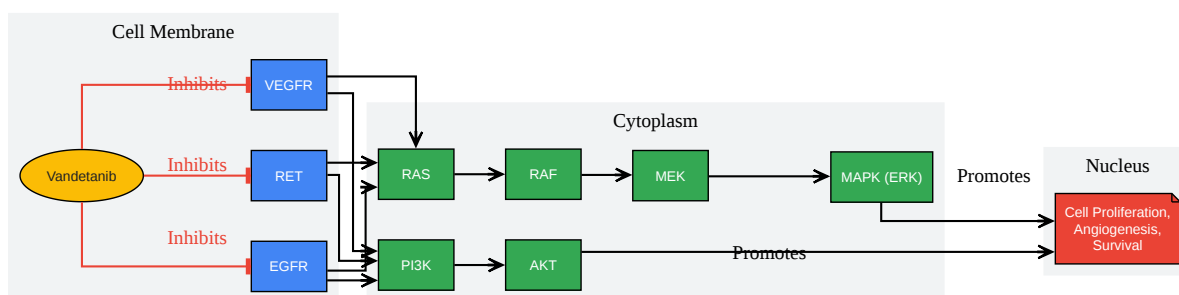 Cell Membrane
Inhibits
VEGFR
Cytoplasm
Vandetanib
Inhibits
RET
RAS
RAF
MEK
MAPK (ERK)
Promotes
Nucleus
Cell Proliferation,
Angiogenesis,
Survival
Inhibits
EGFR
PI3K
AKT
Promotes